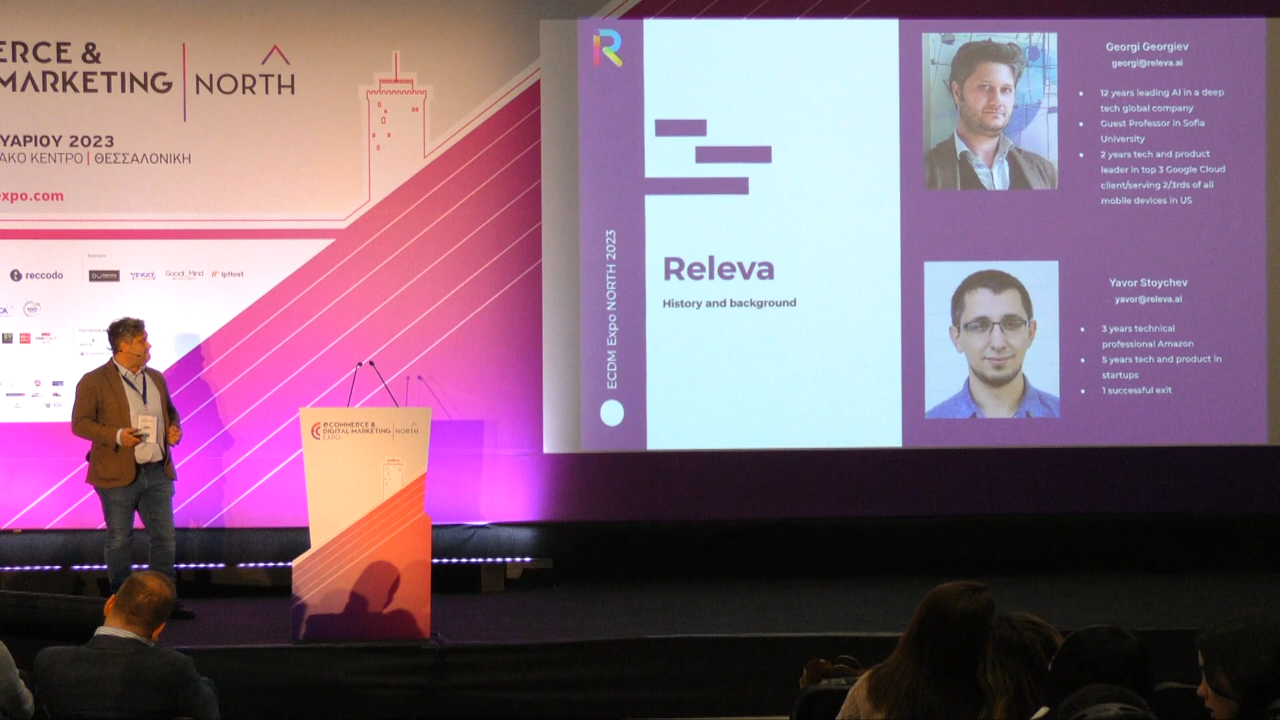 ERCE &
MARKETING
NORTH
ΥΑΡΙΟΥ 2023
ΑΚΟ ΚΕΝΤΡΟ | ΘΕΣΣΑΛΟΝΙΚΗ
xpo.com
reccodo
Social_Mind
IpHost
eCOMMERCE &
DIGITAL MARKETING
EXPO
NORTH
R
ECDM Expo NORTH 2023
Releva
History and background
Georgi Georgiev
georgi@releva.ai
• 12 years leading AI in a deep
tech global company
• Guest Professor in Sofia
University
• 2 years tech and product
leader in top 3 Google Cloud
client/serving 2/3rds of all
mobile devices in US
Yavor Stoychev
yavor@releva.ai
• 3 years technical
professional Amazon
• 5 years tech and product in
startups
• 1 successful exit